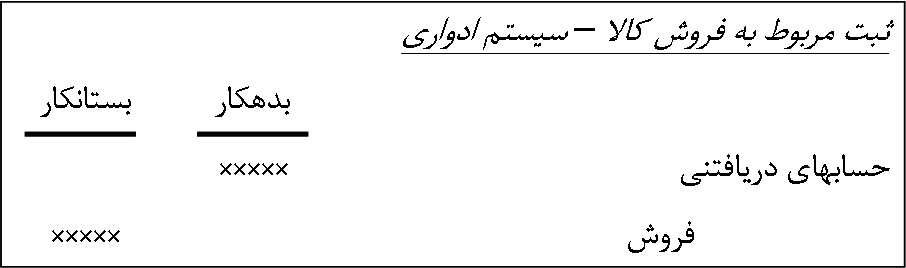 ثبت مربوط به فروش کالا – سیستم ادواری
بدهکار بستانکار
حسابهای دریافتنی ×××××
فروش ×××××